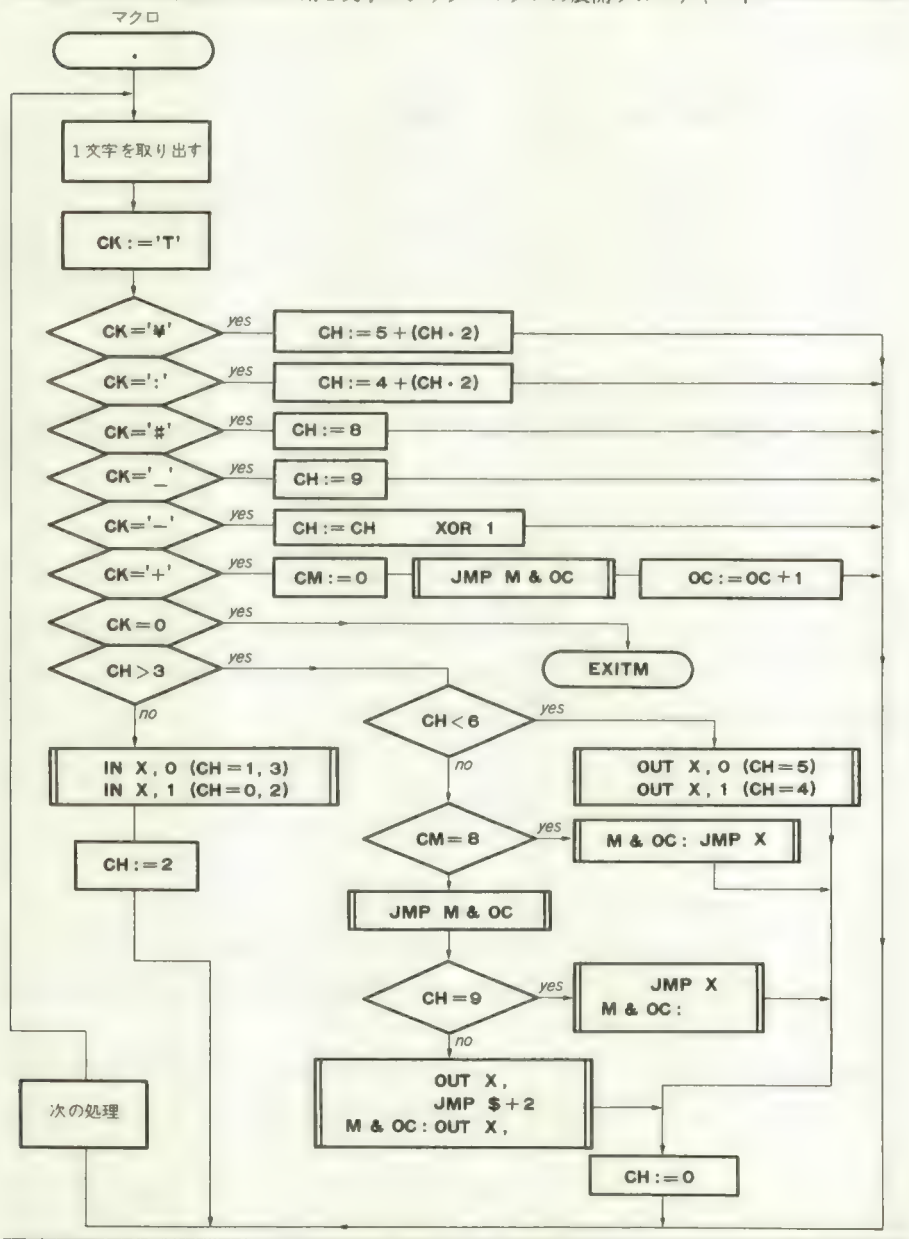 マクロ
.
1文字を取り出す
CK:='T'
CK='¥'
yes
CH:=5+(CH・2)
CK=':'
yes
CH:=4+(CH・2)
CK='#'
yes
CH:=8
CK='_'
yes
CH:=9
CK='-'
yes
CH:=CH XOR 1
CK='+'
yes
CM:=0
JMP M & OC
OC:=OC+1
CK=0
yes
EXITM
CH>3
yes
no
CH<6
yes
no
IN X, 0 (CH=1, 3)
IN X, 1 (CH=0, 2)
OUT X, 0 (CH=5)
OUT X, 1 (CH=4)
CM=8
yes
M & OC: JMP X
CH:=2
JMP M & OC
CH=9
yes
no
JMP X
M & OC:
OUT X,
JMP $+2
M & OC: OUT X,
次の処理
CH:=0